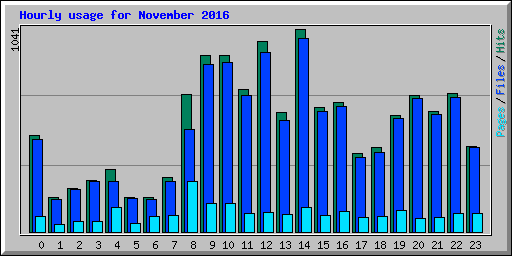 Hourly usage for November 2016
1041
Pages/Files/Hits
0 1 2 3 4 5 6 7 8 9 10 11 12 13 14 15 16 17 18 19 20 21 22 23